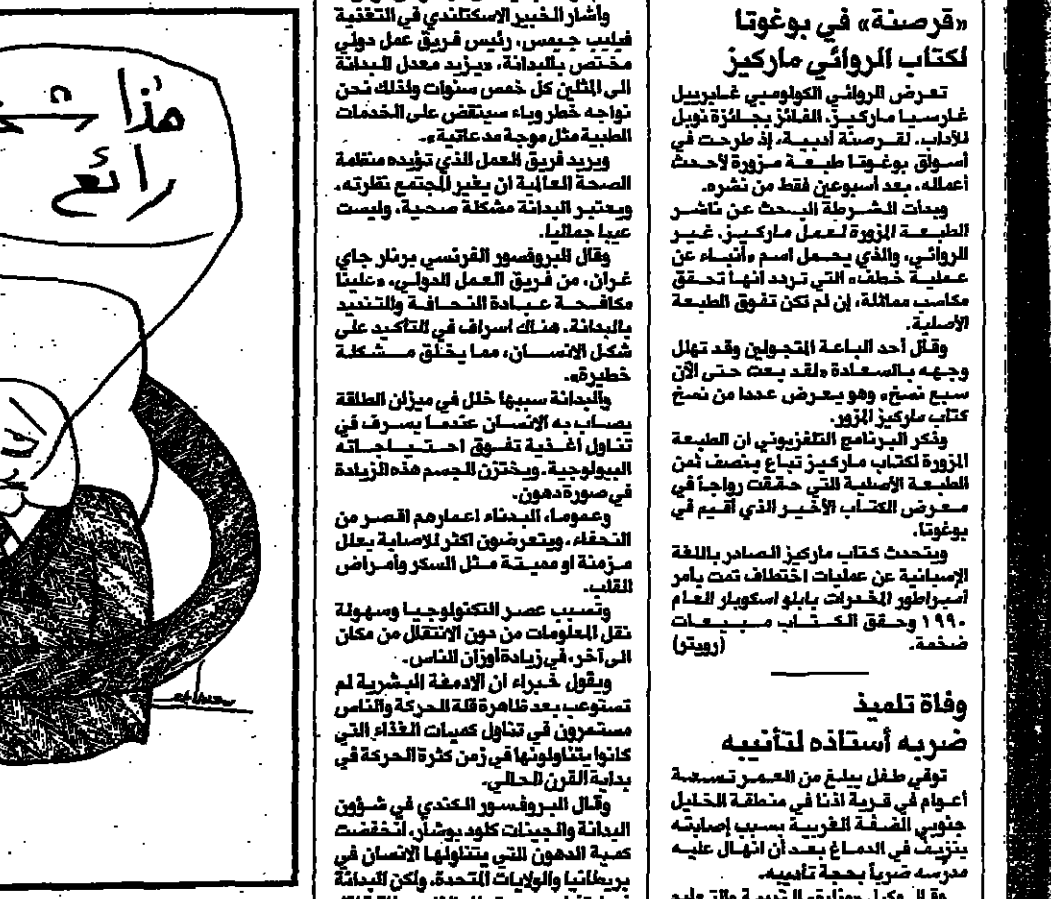 «قرصنة» في بوغوتا
لكتاب الروائي ماركيز
تعرض الروائي الكولومبي غابرييل
غارسيا ماركيز، الفائز بجائزة نوبل
للآداب، لقرصنة أدبية، إذ طرحت في
أسواق بوغوتا طبعة مزورة لأحدث
أعماله، بعد أسبوعين فقط من نشره.
وبدأت الشرطة البحث عن ناشر
الطبعة المزورة لعمل ماركيز، غير
الروائي، والذي يحمل اسم «أنباء عن
عملية خطف» التي تردد انها تحقق
مكاسب مماثلة، إن لم تكن تفوق الطبعة
الأصلية.
وقال أحد الباعة المتجولين وقد تهلل
وجهه بالسعادة «لقد بعت حتى الآن
سبع نسخ» وهو يعرض عددا من نسخ
كتاب ماركيز المزور.
وذكر البرنامج التلفزيوني ان الطبعة
المزورة لكتاب ماركيز تباع بنصف ثمن
الطبعة الأصلية التي حققت رواجاً في
معرض الكتاب الأخير الذي أقيم في
بوغوتا.
ويتحدث كتاب ماركيز الصادر باللغة
الإسبانية عن عمليات اختطاف تمت بأمر
امبراطور المخدرات بابلو اسكوبار العام
١٩٩٠ وحقق الكتاب مبيعات
ضخمة. (رويتر)
وفاة تلميذ
ضربه أستاذه لتأنيبه
توفي طفل يبلغ من العمر تسعة
أعوام في قرية اذنا في منطقة الخليل
جنوبي الضفة الغربية بسبب إصابته
بنزيف في الدماغ بعد أن انهال عليه
مدرسه ضرباً بحجة تأديبه.
وقال وكيل «وزارة» التربية والتعليم
وأشار الخبير الاسكتلندي في التغذية
فيليب جيمس، رئيس فريق عمل دولي
مختص بالبدانة، «يزيد معدل البدانة
الى المثلين كل خمس سنوات ولذلك نحن
نواجه خطر وباء سينقض على الخدمات
الطبية مثل موجة مدعاتية».
ويريد فريق العمل الذي تؤيده منظمة
الصحة العالمية ان يغير المجتمع نظرته،
ويعتبر البدانة مشكلة صحية، وليست
عيبا جماليا.
وقال البروفسور الفرنسي برنار جاي
غران، من فريق العمل الدولي، «علينا
مكافحة عبادة النحافة والتنديد
بالبدانة. هناك اسراف في التأكيد على
شكل الانسان، مما يخلق مشكلة
خطيرة».
والبدانة سببها خلل في ميزان الطاقة
يصاب به الانسان عندما يسرف في
تناول أغذية تفوق احتياجاته
البيولوجية. ويختزن الجسم هذه الزيادة
في صورة دهون.
وعموما، البدناء اعمارهم اقصر من
النحفاء، ويتعرضون اكثر للاصابة بعلل
مزمنة او مميتة مثل السكر وأمراض
القلب.
وتسبب عصر التكنولوجيا وسهولة
نقل المعلومات من دون الانتقال من مكان
الى آخر، في زيادة أوزان الناس.
ويقول خبراء ان الادمغة البشرية لم
تستوعب بعد ظاهرة قلة الحركة والناس
مستمرون في تناول كميات الغذاء التي
كانوا يتناولونها في زمن كثرة الحركة في
بداية القرن الحالي.
وقال البروفسور الكندي في شؤون
البدانة والجينات كلود بوشار، انخفضت
كمية الدهون التي يتناولها الانسان في
بريطانيا والولايات المتحدة، ولكن البدانة
هذا
رائع